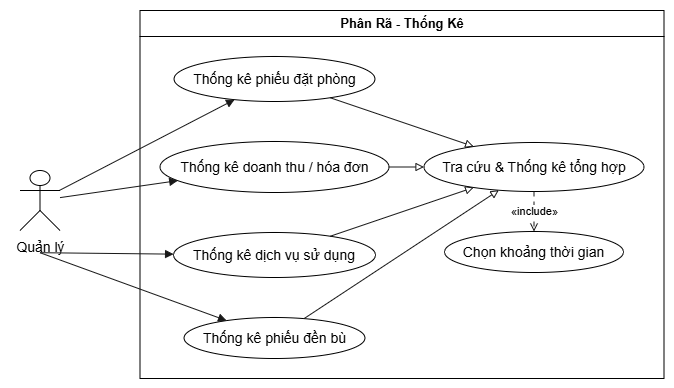 Phân Rã - Thống Kê
Thống kê phiếu đặt phòng
Thống kê doanh thu / hóa đơn
Tra cứu & Thống kê tổng hợp
«include»
Quản lý
Thống kê dịch vụ sử dụng
Chọn khoảng thời gian
Thống kê phiếu đền bù